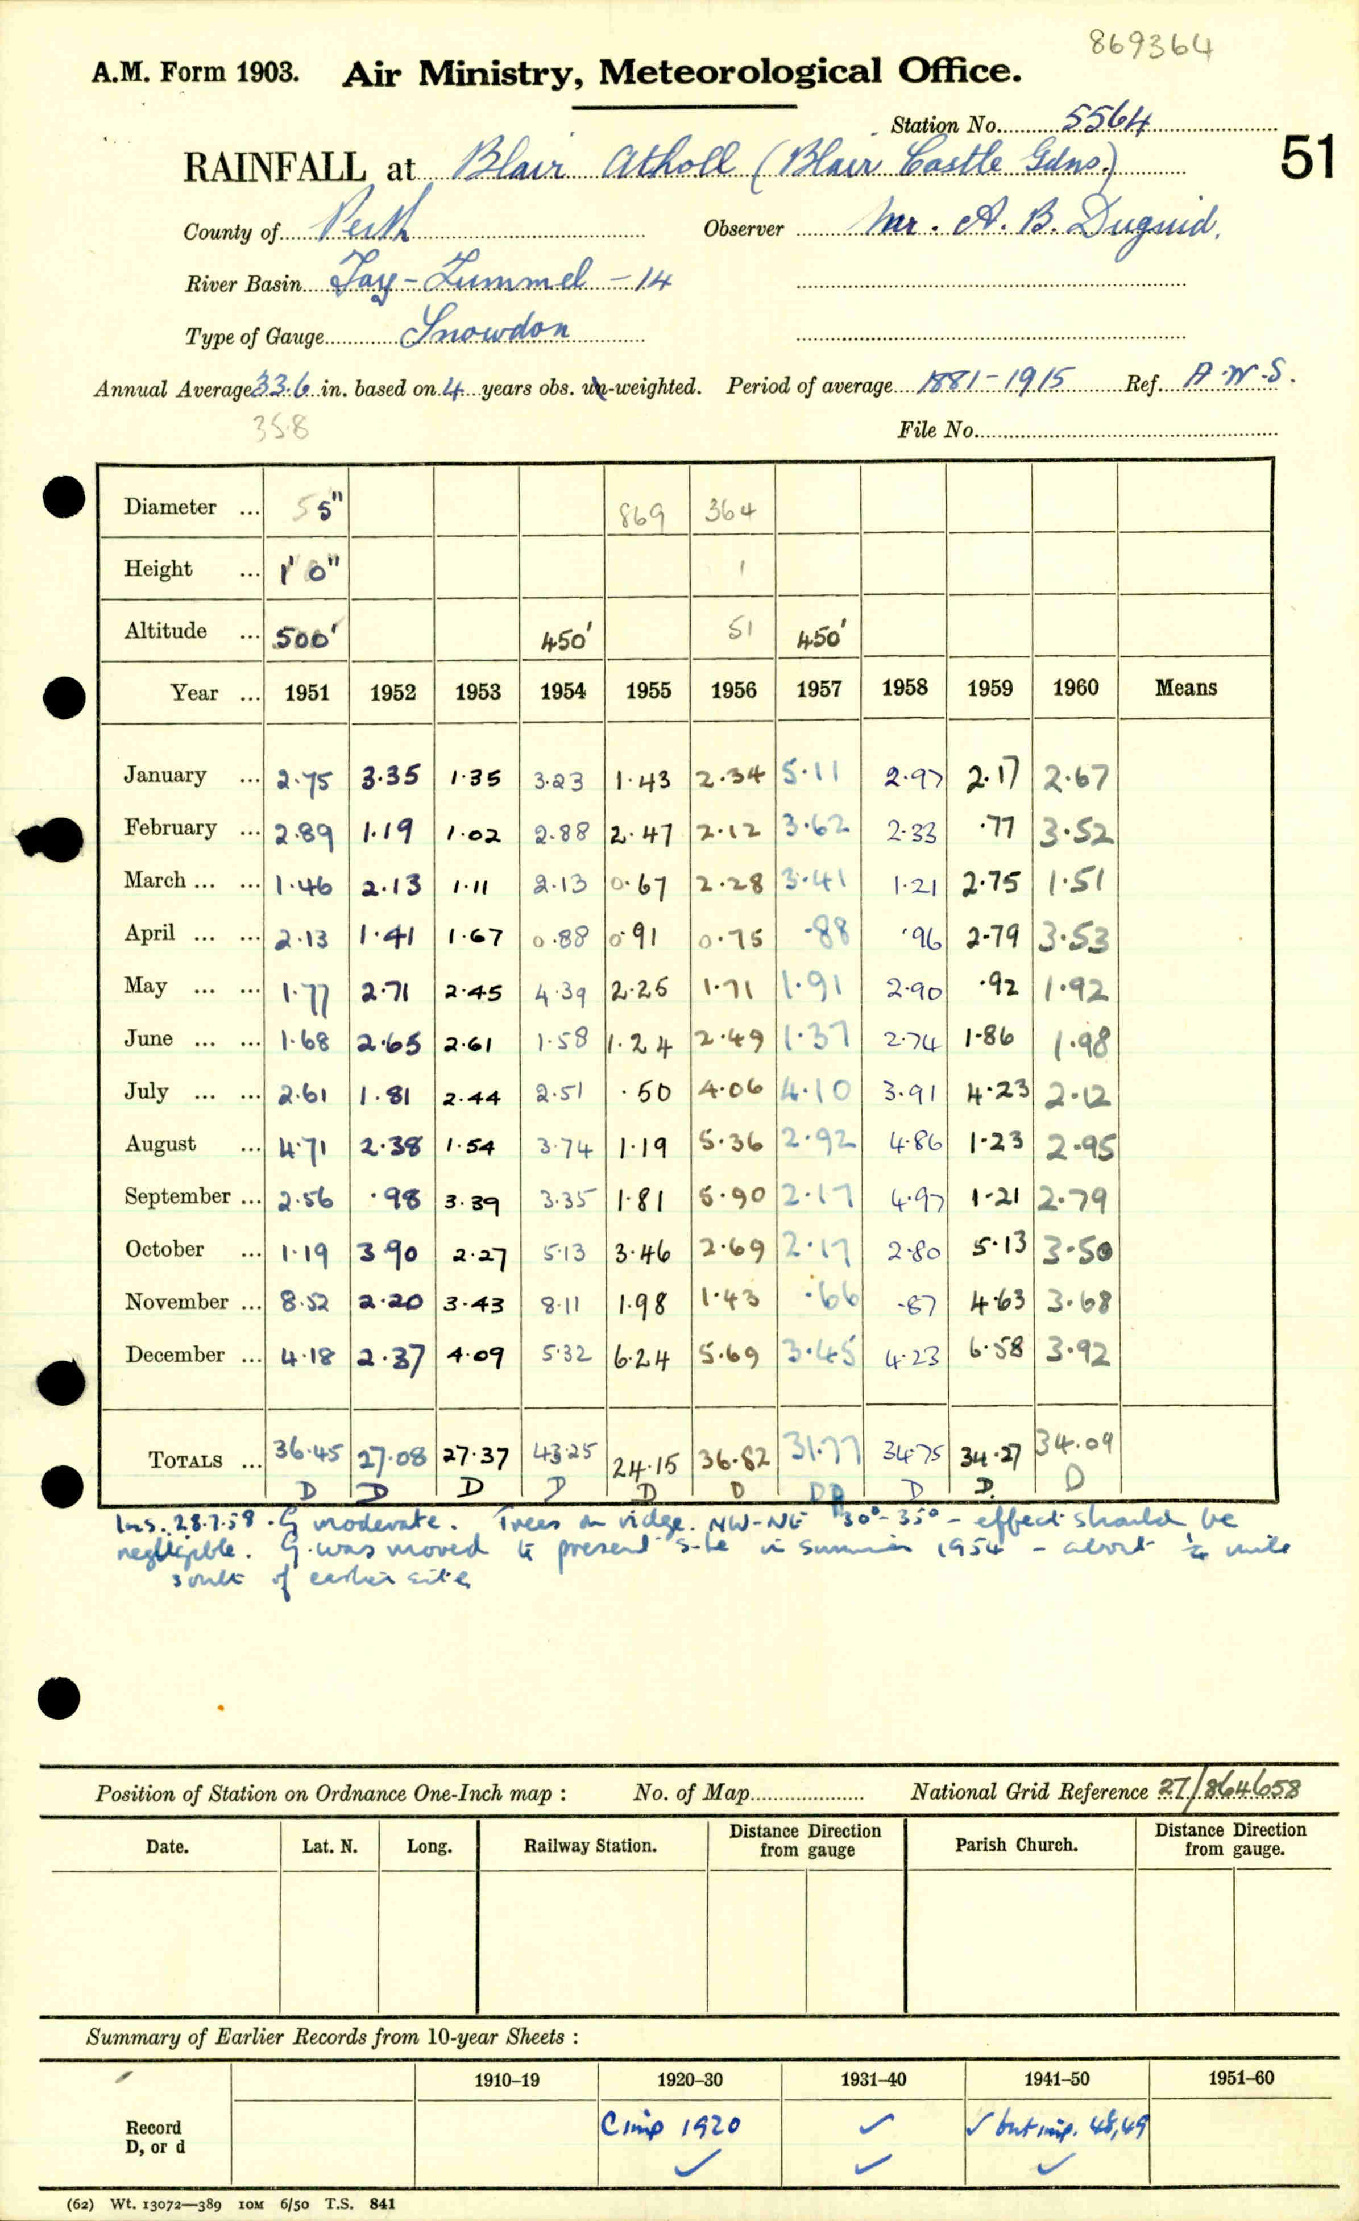 869364
A.M. Form 1903. Air Ministry, Meteorological Office.
Station No. 5564
51
RAINFALL at Blair Atholl (Blair Castle Gdns.)
County of Perth Observer Mr. A. B. Duguid.
River Basin Tay-Tummel - 14
Type of Gauge Snowdon
Annual Average 33.6 in. based on 4 years obs. un-weighted. Period of average 1881-1915 Ref. A.W.S.
35.8
File No.
Diameter ... 5 5" 869 364
Height ... 1' 0" 1
Altitude ... 500' 450' 51 450'
Year ... 1951 1952 1953 1954 1955 1956 1957 1958 1959 1960 Means
January ... 2.75 3.35 1.35 3.23 1.43 2.34 5.11 2.97 2.17 2.67
February ... 2.89 1.19 1.02 2.88 2.47 2.12 3.62 2.33 .77 3.52
March ... ... 1.46 2.13 1.11 2.13 0.67 2.28 3.41 1.21 2.75 1.51
April ... ... 2.13 1.41 1.67 0.88 0.91 0.75 .88 .96 2.79 3.53
May ... ... 1.77 2.71 2.45 4.39 2.25 1.71 1.91 2.90 .92 1.92
June ... ... 1.68 2.65 2.61 1.58 1.24 2.49 1.37 2.74 1.86 1.98
July ... ... 2.61 1.81 2.44 2.51 .50 4.06 4.10 3.91 4.23 2.12
August ... 4.71 2.38 1.54 3.74 1.19 5.36 2.92 4.86 1.23 2.95
September ... 2.56 .98 3.39 3.35 1.81 5.90 2.17 4.97 1.21 2.79
October ... 1.19 3.90 2.27 5.13 3.46 2.69 2.17 2.80 5.13 3.50
November ... 8.52 2.20 3.43 8.11 1.98 1.43 .66 .87 4.63 3.68
December ... 4.18 2.37 4.09 5.32 6.24 5.69 3.45 4.23 6.58 3.92
TOTALS ... 36.45 27.08 27.37 43.25 24.15 36.82 31.77 34.75 34.27 34.09
D D D D D D DD D D. D
Ins. 28.7.58. G moderate. Trees on ridge. NW-NE 30°-35° - effect should be
negligible. G. was moved to present site in summer 1954 - about ¼ mile
south of earlier site
Position of Station on Ordnance One-Inch map : No. of Map National Grid Reference 27/864658
Date. Lat. N. Long. Railway Station. Distance Direction from gauge Parish Church. Distance Direction from gauge.
Summary of Earlier Records from 10-year Sheets :
1910–19 1920–30 1931–40 1941–50 1951–60
Record C imp 1920 ✓ ✓ but imp. 48,49
D, or d ✓ ✓ ✓
(62) Wt. 13072—389 10M 6/50 T.S. 841